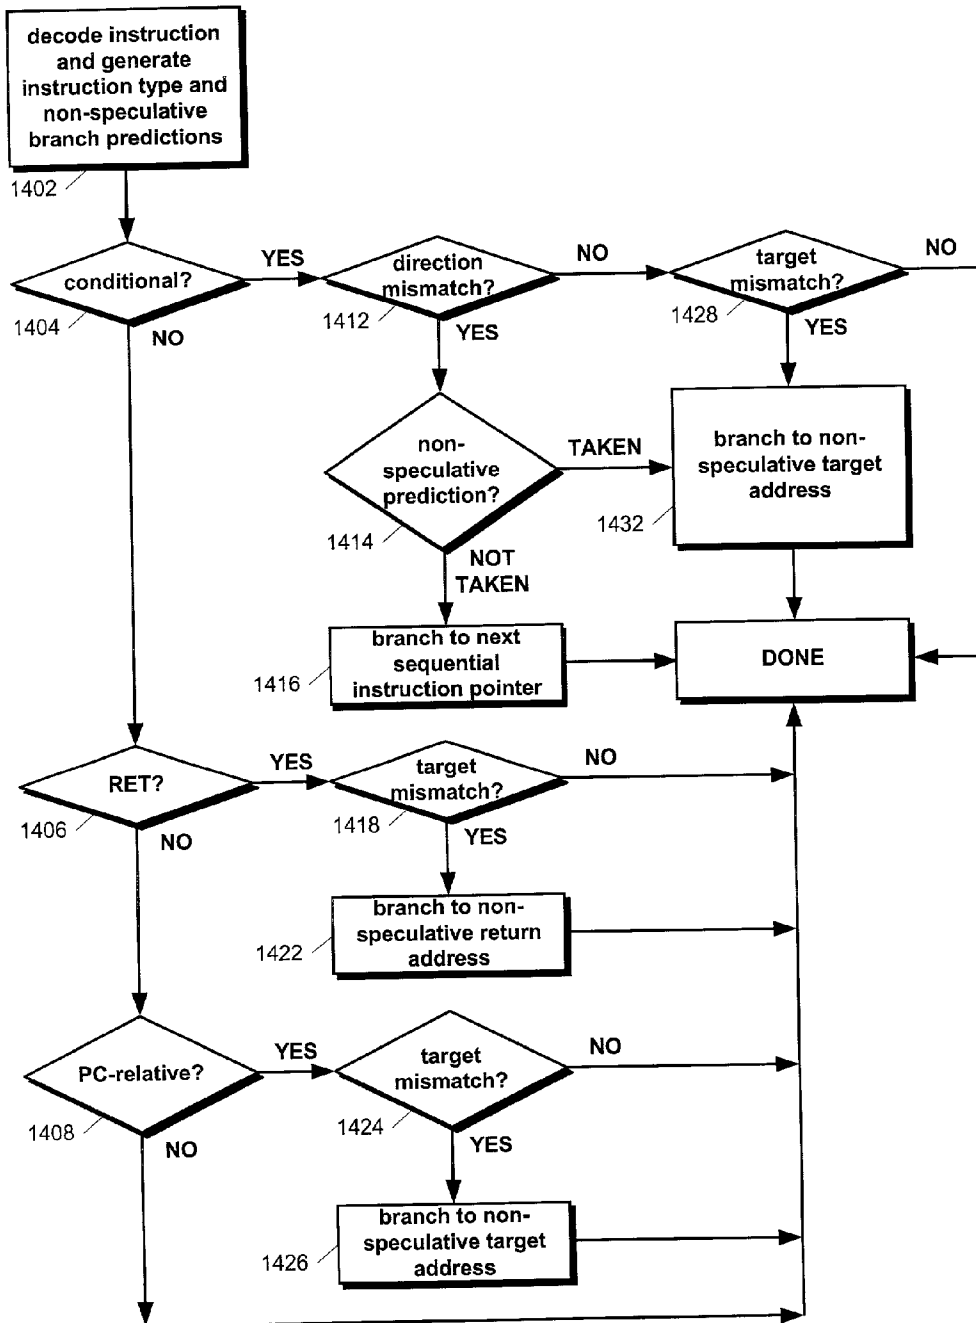 decode instruction
and generate
instruction type and
non-speculative
branch predictions
1402
conditional?
1404
YES
NO
direction
mismatch?
1412
NO
YES
target
mismatch?
1428
NO
YES
non-
speculative
prediction?
1414
TAKEN
NOT
TAKEN
branch to non-
speculative target
address
1432
branch to next
sequential
instruction pointer
1416
DONE
RET?
1406
YES
NO
target
mismatch?
1418
NO
YES
branch to non-
speculative return
address
1422
PC-relative?
1408
YES
NO
target
mismatch?
1424
NO
YES
branch to non-
speculative target
address
1426